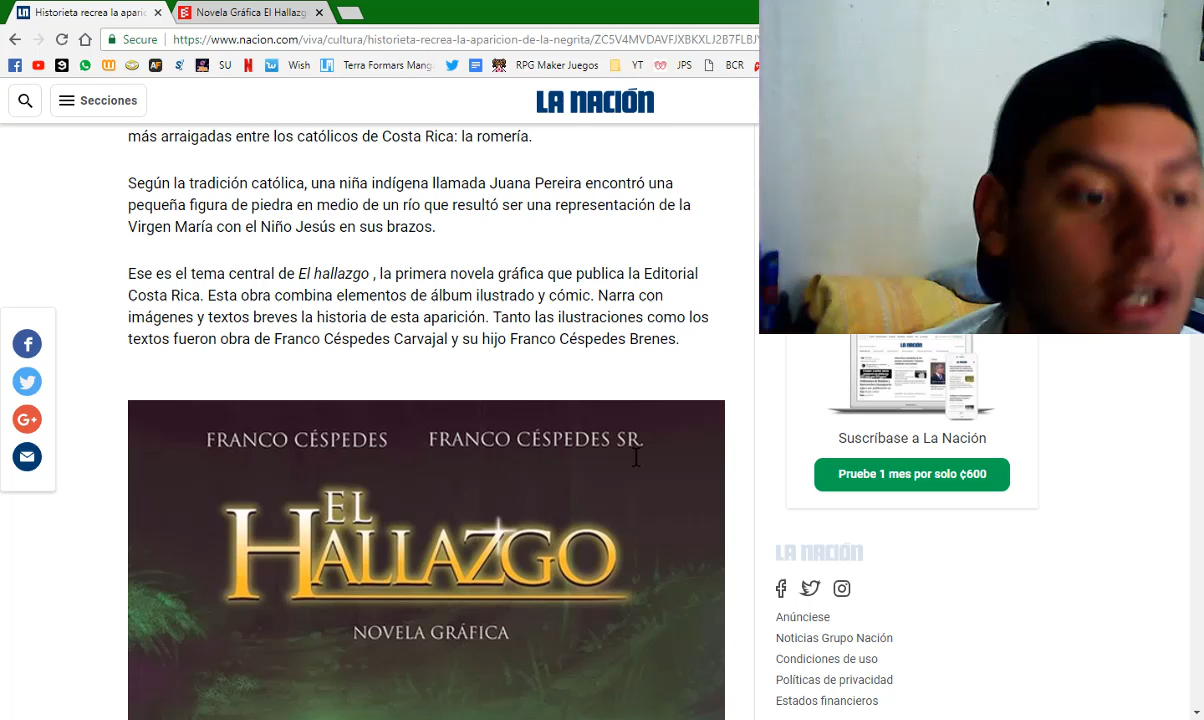 Historieta recrea la apari
Novela Gráfica El Hallazg
Secure
https://www.nacion.com/viva/cultura/historieta-recrea-la-aparicion-de-la-negrita/ZC5V4MVDAVFJXBKXLJ2B7FLBJY
SU
Wish
Terra Formars Mang
RPG Maker Juegos
YT
JPS
BCR
Secciones
LA NACIÓN
más arraigadas entre los católicos de Costa Rica: la romería.
Según la tradición católica, una niña indígena llamada Juana Pereira encontró una
pequeña figura de piedra en medio de un río que resultó ser una representación de la
Virgen María con el Niño Jesús en sus brazos.
Ese es el tema central de El hallazgo , la primera novela gráfica que publica la Editorial
Costa Rica. Esta obra combina elementos de álbum ilustrado y cómic. Narra con
imágenes y textos breves la historia de esta aparición. Tanto las ilustraciones como los
textos fueron obra de Franco Céspedes Carvajal y su hijo Franco Céspedes Brenes.
FRANCO CÉSPEDES FRANCO CÉSPEDES SR.
EL
HALLAZGO
NOVELA GRÁFICA
Suscríbase a La Nación
Pruebe 1 mes por solo ¢600
LA NACIÓN
Anúnciese
Noticias Grupo Nación
Condiciones de uso
Políticas de privacidad
Estados financieros